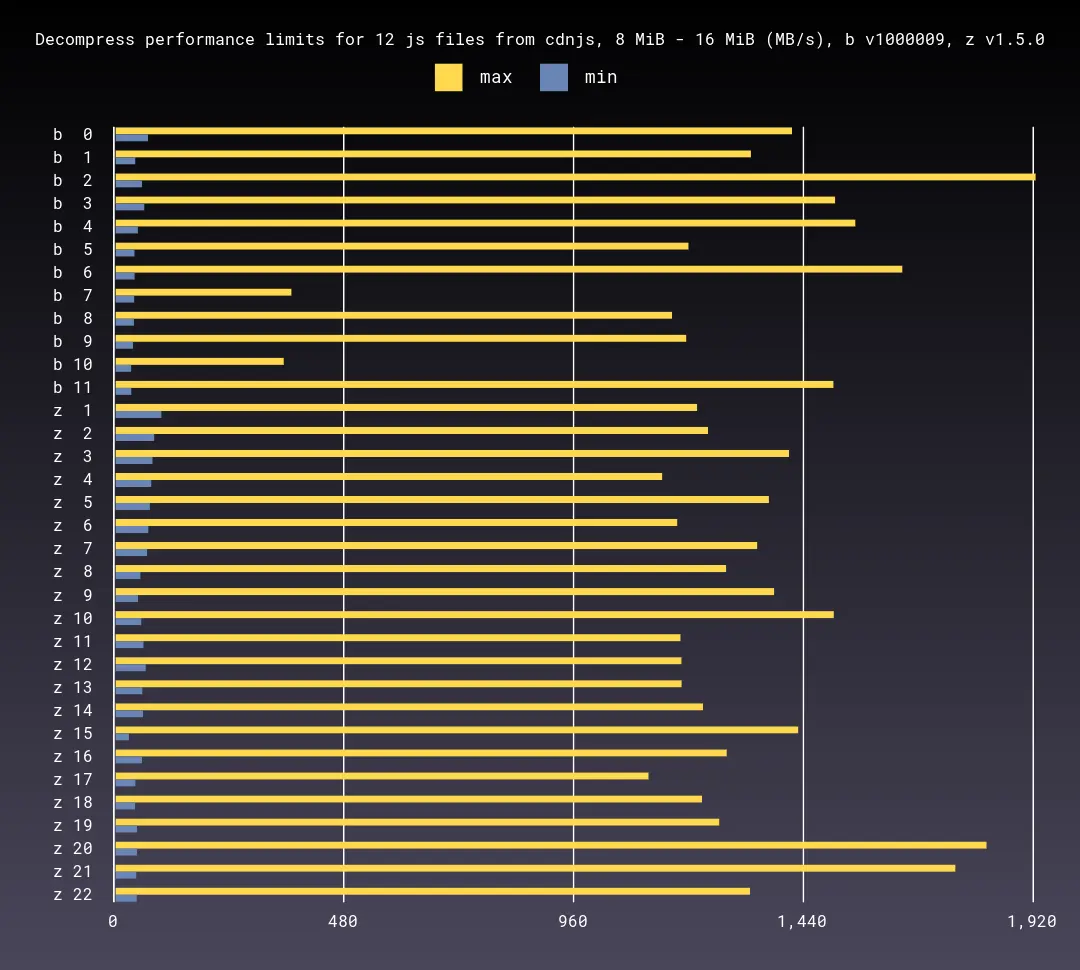 Decompress performance limits for 12 js files from cdnjs, 8 MiB - 16 MiB (MB/s), b v1000009, z v1.5.0
max min
b 0
b 1
b 2
b 3
b 4
b 5
b 6
b 7
b 8
b 9
b 10
b 11
z 1
z 2
z 3
z 4
z 5
z 6
z 7
z 8
z 9
z 10
z 11
z 12
z 13
z 14
z 15
z 16
z 17
z 18
z 19
z 20
z 21
z 22
0 480 960 1,440 1,920